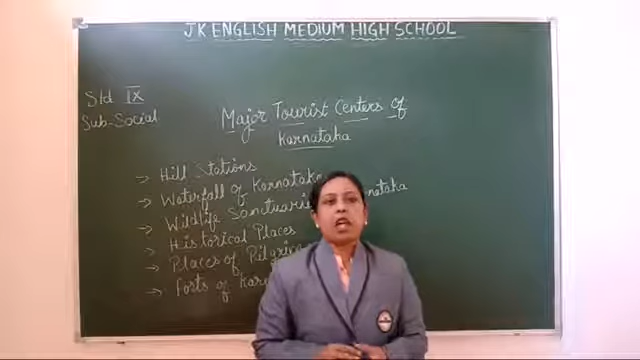 JK ENGLISH MEDIUM HIGH SCHOOL
Std IX
Sub-Social
Major Tourist Centers of
Karnataka
→ Hill Stations
→ Waterfall of Karnataka
→ Wildlife Sanctuaries
→ Historical Places
→ Places of
→ of